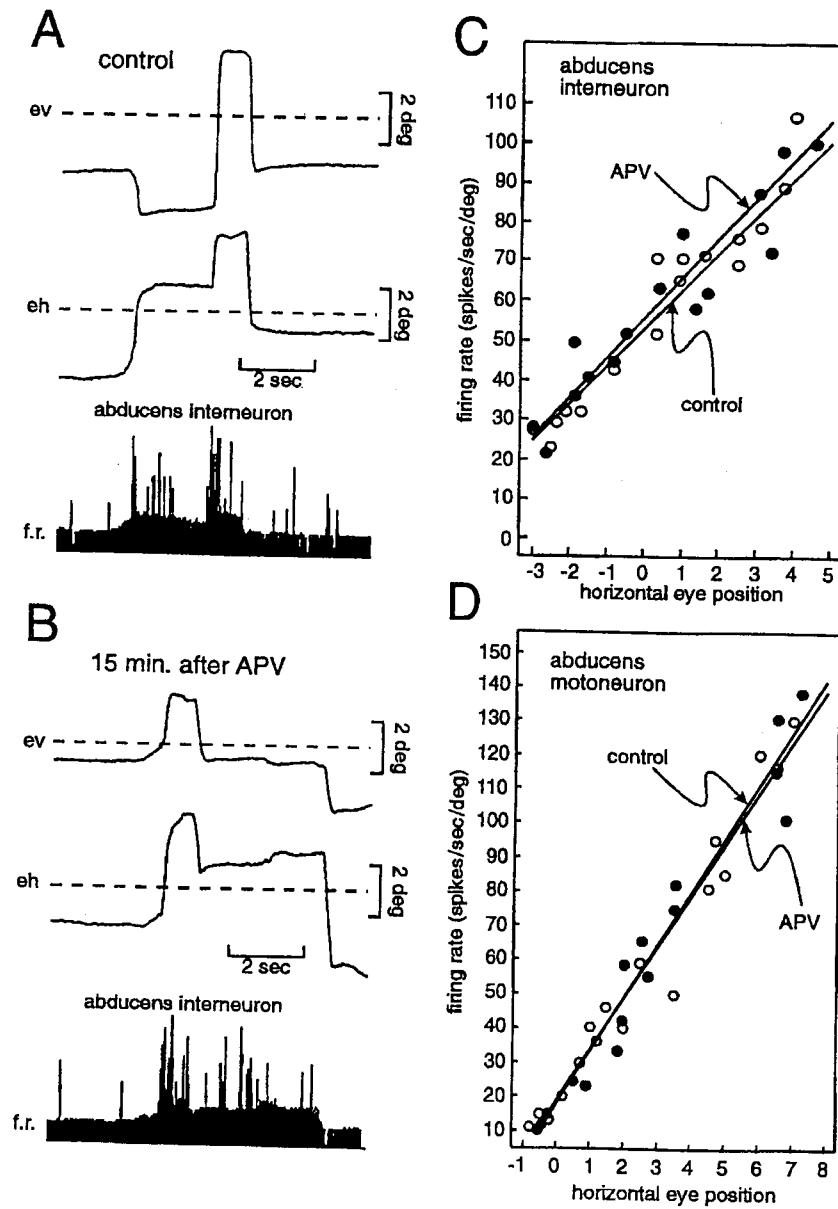 A
control
ev
2 deg
eh
2 deg
2 sec
abducens interneuron
f.r.
B
15 min. after APV
ev
2 deg
eh
2 deg
2 sec
abducens interneuron
f.r.
C
abducens
interneuron
APV
control
firing rate (spikes/sec/deg)
110
100
90
80
70
60
50
40
30
20
10
0
-3 -2 -1 0 1 2 3 4 5
horizontal eye position
D
abducens
motoneuron
control
APV
firing rate (spikes/sec/deg)
150
140
130
120
110
100
90
80
70
60
50
40
30
20
10
-1 0 1 2 3 4 5 6 7 8
horizontal eye position